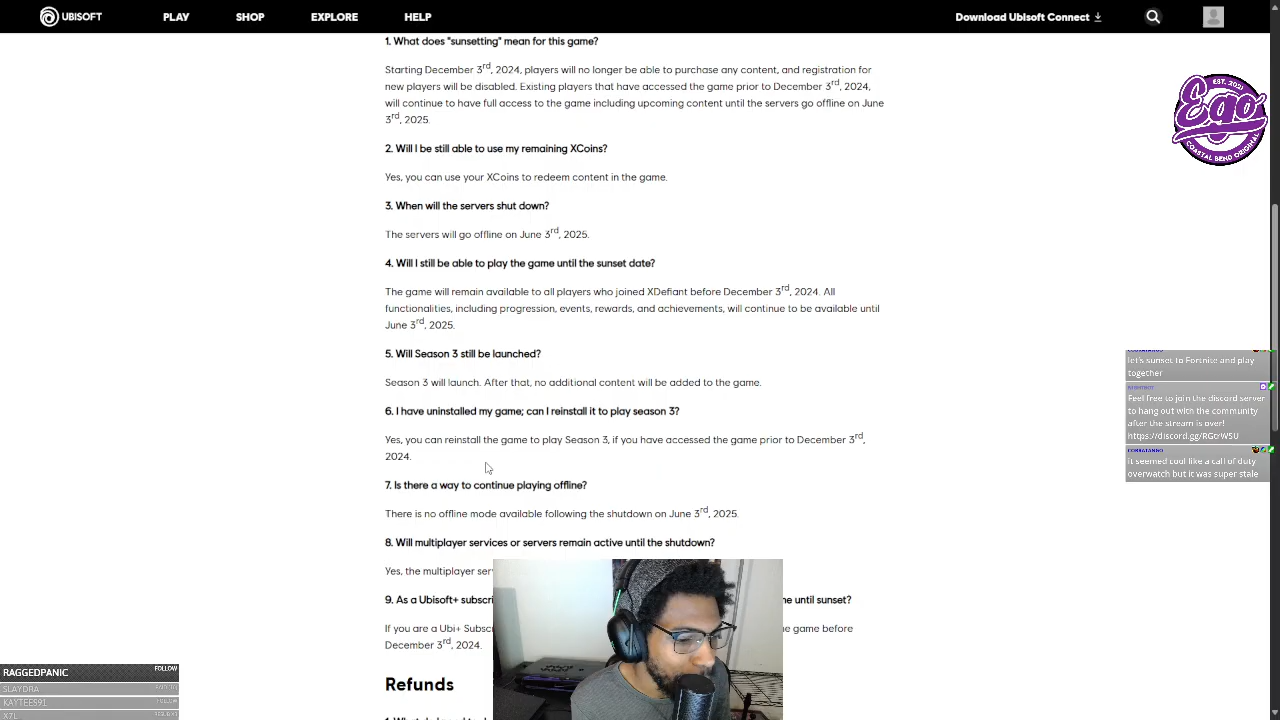 UBISOFT PLAY SHOP EXPLORE HELP Download Ubisoft Connect
1. What does "sunsetting" mean for this game?
Starting December 3rd, 2024, players will no longer be able to purchase any content, and registration for
new players will be disabled. Existing players that have accessed the game prior to December 3rd, 2024,
will continue to have full access to the game including upcoming content until the servers go offline on June
3rd, 2025.
2. Will I be still able to use my remaining XCoins?
Yes, you can use your XCoins to redeem content in the game.
3. When will the servers shut down?
The servers will go offline on June 3rd, 2025.
4. Will I still be able to play the game until the sunset date?
The game will remain available to all players who joined XDefiant before December 3rd, 2024. All
functionalities, including progression, events, rewards, and achievements, will continue to be available until
June 3rd, 2025.
5. Will Season 3 still be launched?
Season 3 will launch. After that, no additional content will be added to the game.
6. I have uninstalled my game; can I reinstall it to play season 3?
Yes, you can reinstall the game to play Season 3, if you have accessed the game prior to December 3rd,
2024.
7. Is there a way to continue playing offline?
There is no offline mode available following the shutdown on June 3rd, 2025.
8. Will multiplayer services or servers remain active until the shutdown?
Yes, the multiplayer ser
9. As a Ubisoft+ subscri
e until sunset?
If you are a Ubi+ Subsc
e game before
December 3rd, 2024.
Refunds
EST. 2021
Ego
COASTAL BEND ORIGINAL
let's sunset to Fortnite and play
together
Feel free to join the discord server
to hang out with the community
after the stream is over!
https://discord.gg/RGtrWSU
CORRATANGO
it seemed cool like a call of duty
overwatch but it was super stale
RAGGEDPANIC FOLLOW
SLAYDRA
KAYTEE591 FOLLOW
X7L